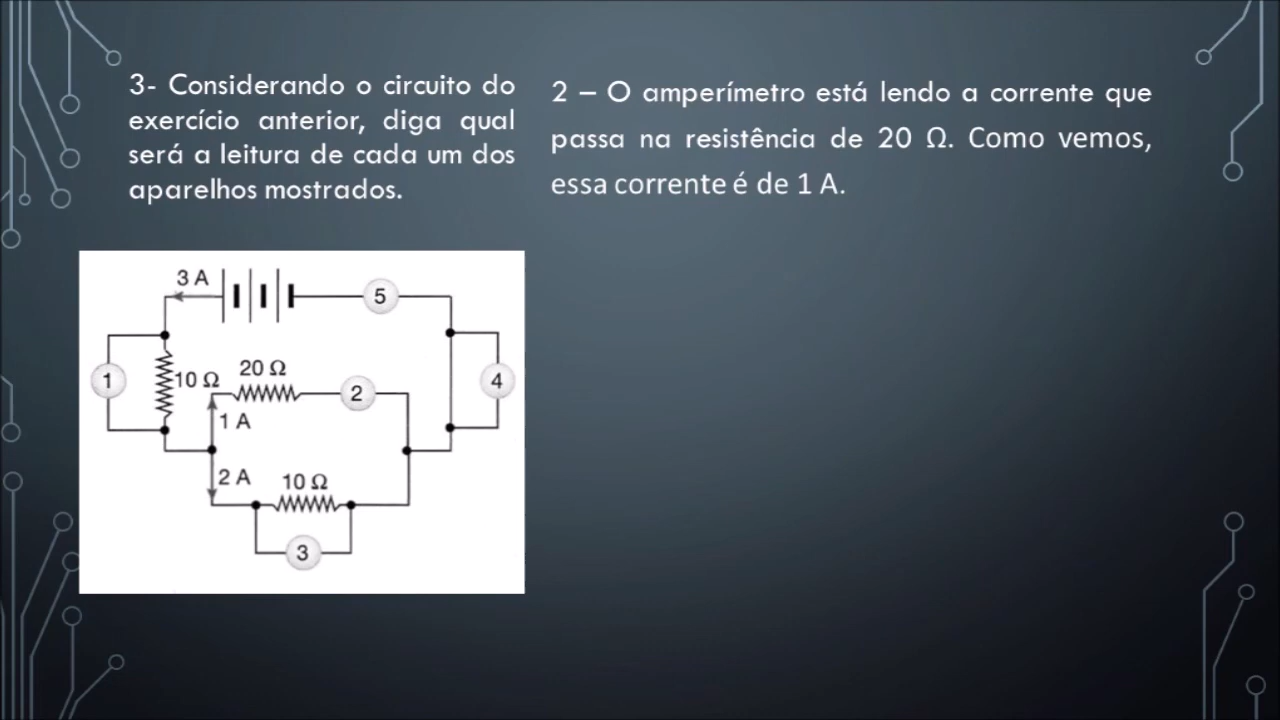 3- Considerando o circuito do
exercício anterior, diga qual
será a leitura de cada um dos
aparelhos mostrados.
2 – O amperímetro está lendo a corrente que
passa na resistência de 20 Ω. Como vemos,
essa corrente é de 1 A.
3 A
5
1
10 Ω
20 Ω
2
4
1 A
2 A
10 Ω
3